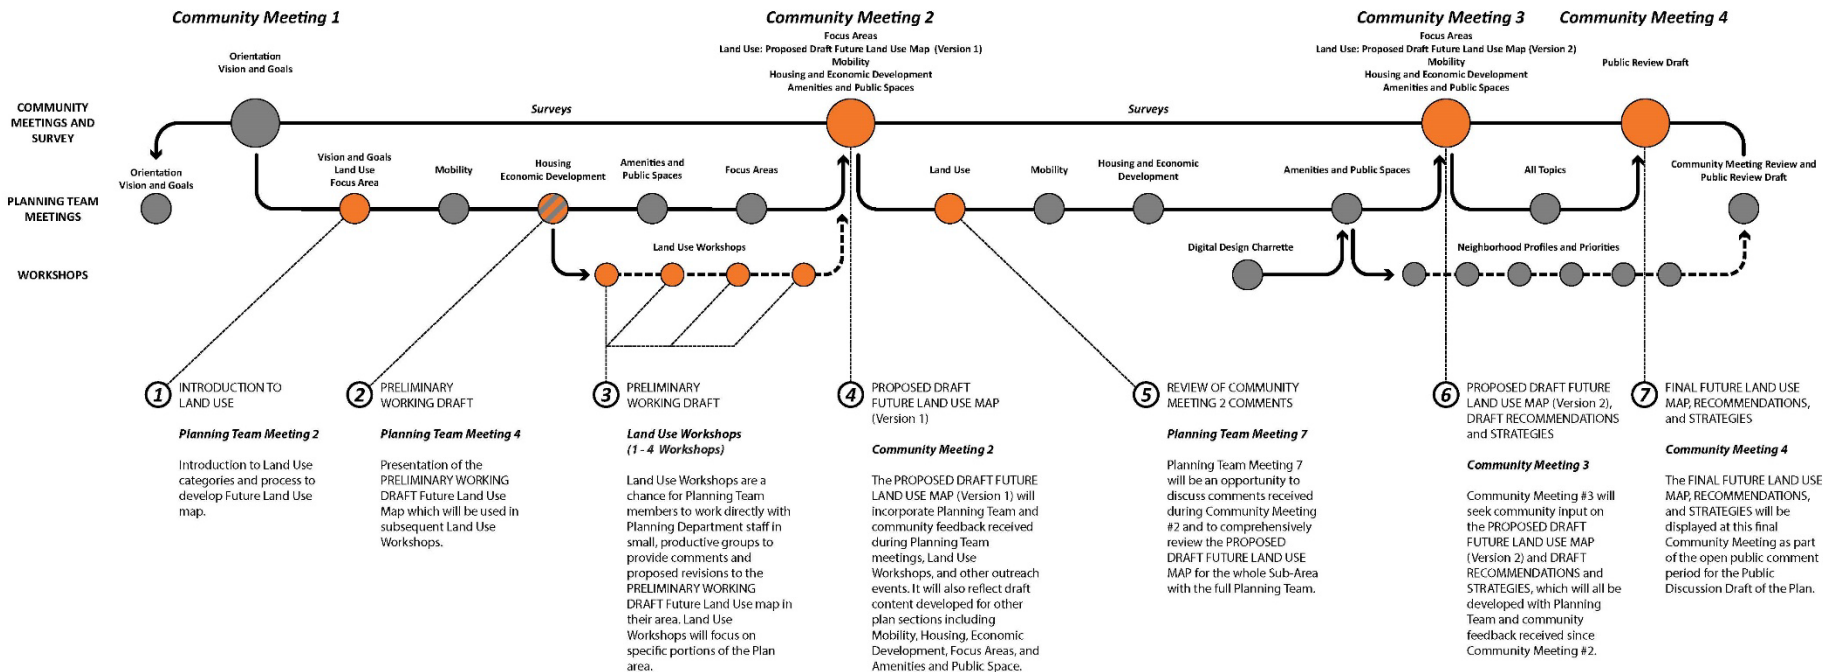 Community Meeting 1
Community Meeting 2
Community Meeting 3
Community Meeting 4
Orientation
Vision and Goals
Focus Areas
Land Use: Proposed Draft Future Land Use Map (Version 1)
Mobility
Housing and Economic Development
Amenities and Public Spaces
Focus Areas
Land Use: Proposed Draft Future Land Use Map (Version 2)
Mobility
Housing and Economic Development
Amenities and Public Spaces
Public Review Draft
COMMUNITY
MEETINGS AND
SURVEY
Surveys
Surveys
PLANNING TEAM
MEETINGS
Orientation
Vision and Goals
Vision and Goals
Land Use
Focus Area
Mobility
Housing
Economic Development
Amenities and
Public Spaces
Focus Areas
Land Use
Mobility
Housing and Economic
Development
Amenities and Public Spaces
All Topics
Community Meeting Review and
Public Review Draft
WORKSHOPS
Land Use Workshops
Digital Design Charrette
Neighborhood Profiles and Priorities
1
INTRODUCTION TO
LAND USE
Planning Team Meeting 2
Introduction to Land Use
categories and process to
develop Future Land Use
map.
2
PRELIMINARY
WORKING DRAFT
Planning Team Meeting 4
Presentation of the
PRELIMINARY WORKING
DRAFT Future Land Use
Map which will be used in
subsequent Land Use
Workshops.
3
PRELIMINARY
WORKING DRAFT
Land Use Workshops
(1 - 4 Workshops)
Land Use Workshops are a
chance for Planning Team
members to work directly with
Planning Department staff in
small, productive groups to
provide comments and
proposed revisions to the
PRELIMINARY WORKING
DRAFT Future Land Use map in
their area. Land Use
Workshops will focus on
specific portions of the Plan
area.
4
PROPOSED DRAFT
FUTURE LAND USE MAP
(Version 1)
Community Meeting 2
The PROPOSED DRAFT FUTURE
LAND USE MAP (Version 1) will
incorporate Planning Team and
community feedback received
during Planning Team
meetings, Land Use
Workshops, and other outreach
events. It will also reflect draft
content developed for other
plan sections including
Mobility, Housing, Economic
Development, Focus Areas, and
Amenities and Public Space.
5
REVIEW OF COMMUNITY
MEETING 2 COMMENTS
Planning Team Meeting 7
Planning Team Meeting 7
will be an opportunity to
discuss comments received
during Community Meeting
#2 and to comprehensively
review the PROPOSED
DRAFT FUTURE LAND USE
MAP for the whole Sub-Area
with the full Planning Team.
6
PROPOSED DRAFT FUTURE
LAND USE MAP (Version 2),
DRAFT RECOMMENDATIONS
and STRATEGIES
Community Meeting 3
Community Meeting #3 will
seek community input on
the PROPOSED DRAFT
FUTURE LAND USE MAP
(Version 2) and DRAFT
RECOMMENDATIONS and
STRATEGIES, which will all be
developed with Planning
Team and community
feedback received since
Community Meeting #2.
7
FINAL FUTURE LAND USE
MAP, RECOMMENDATIONS,
and STRATEGIES
Community Meeting 4
The FINAL FUTURE LAND USE
MAP, RECOMMENDATIONS,
and STRATEGIES will be
displayed at this final
Community Meeting as part
of the open public comment
period for the Public
Discussion Draft of the Plan.